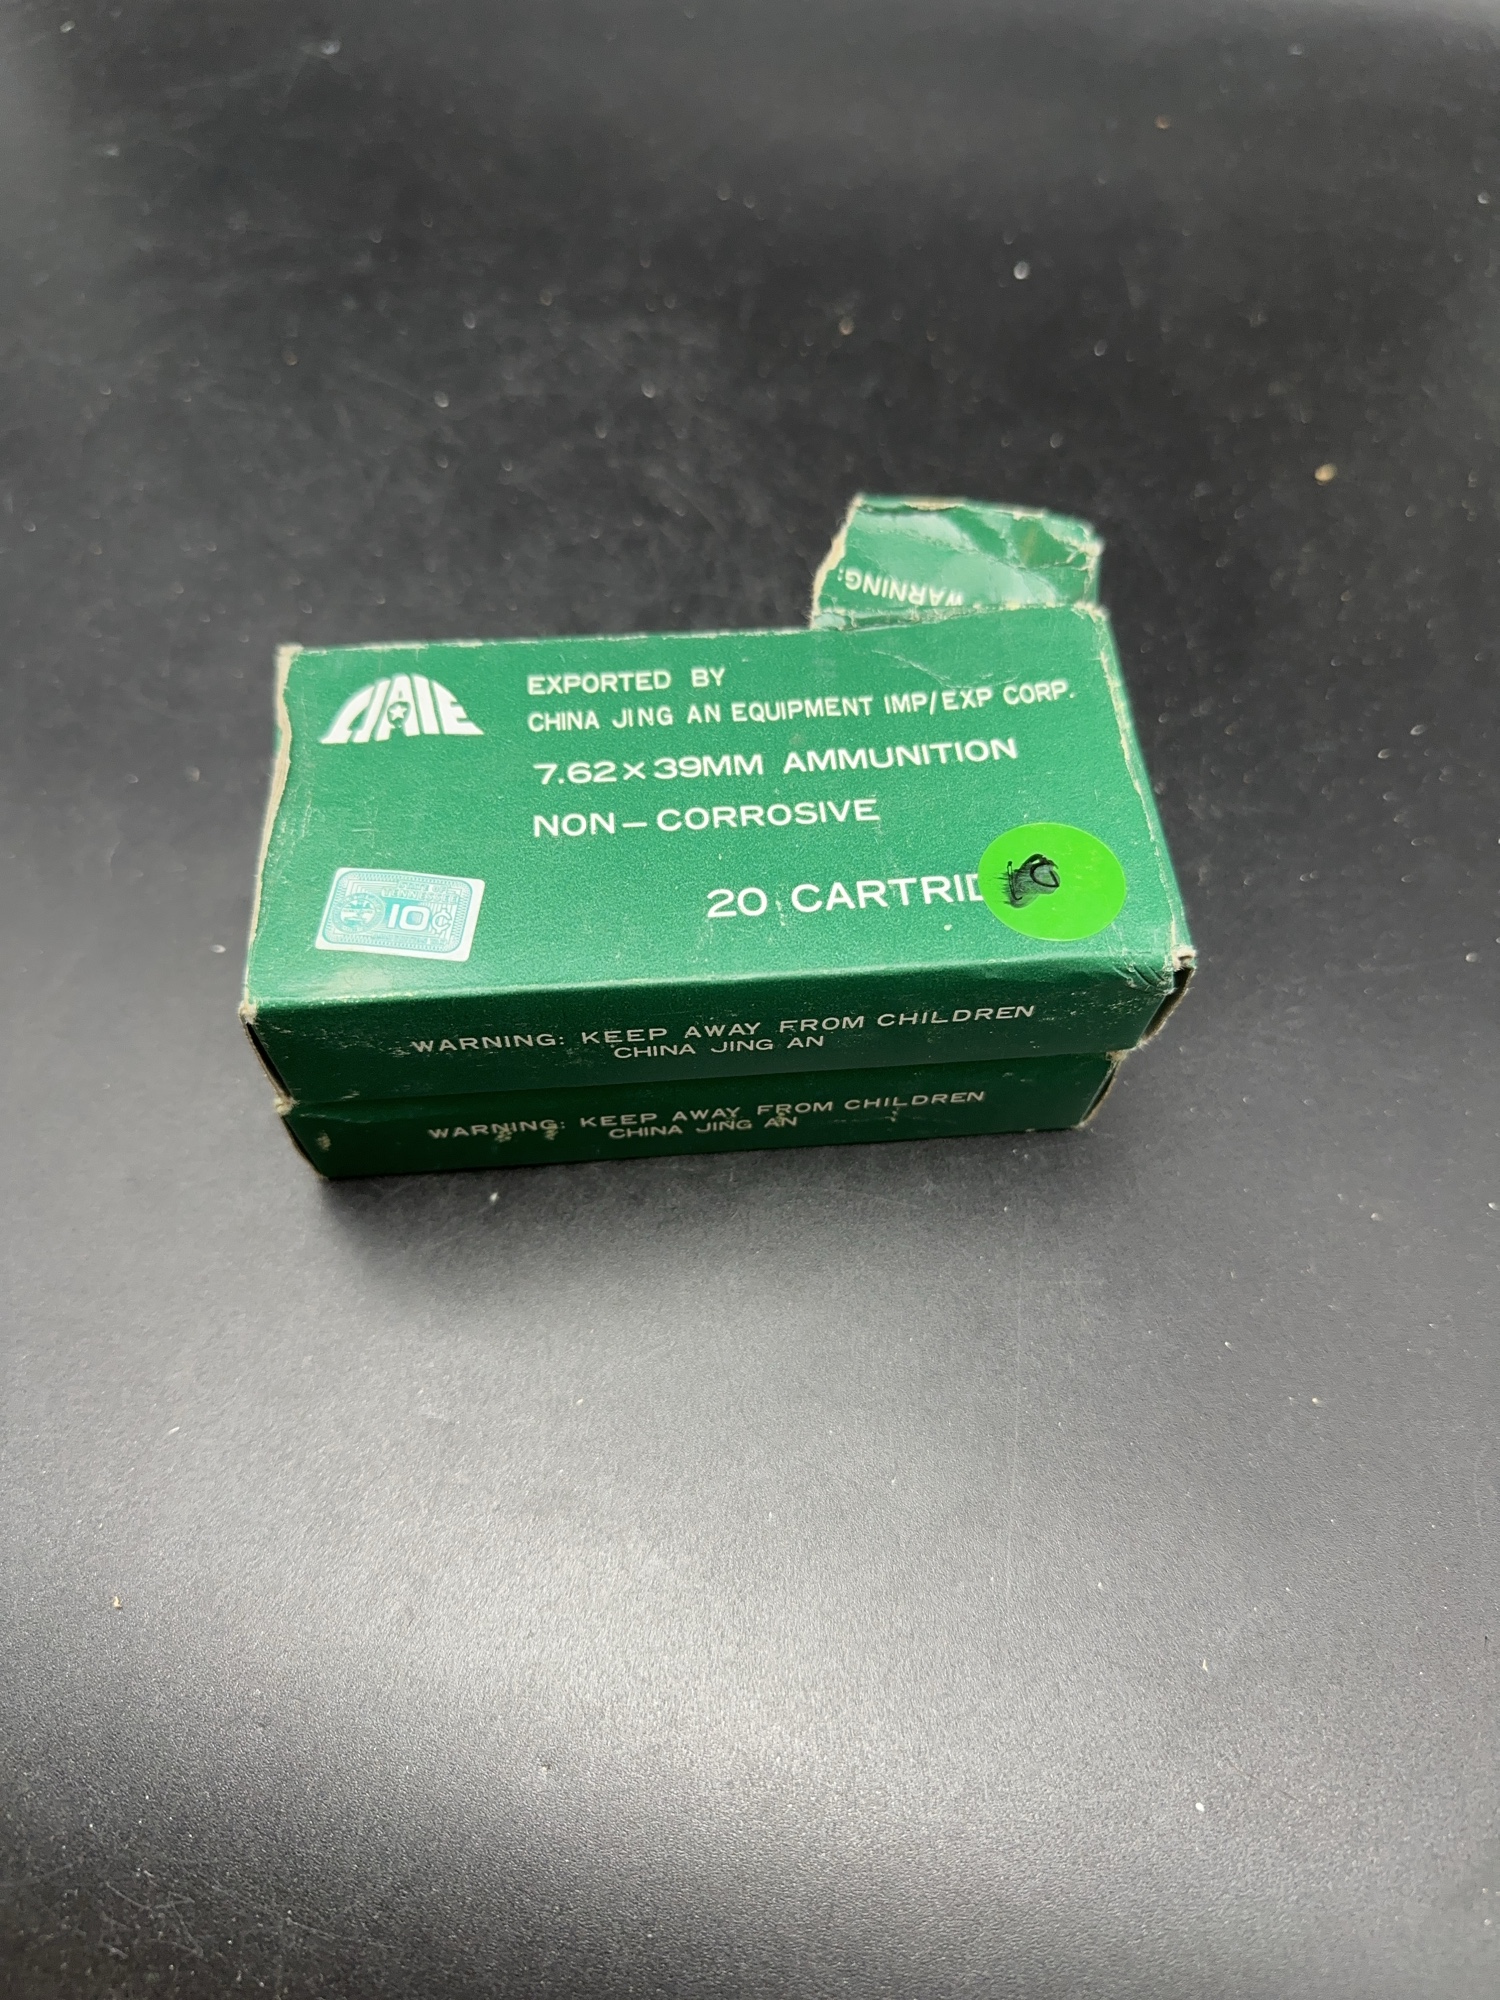 WARNING:
EXPORTED BY
CHINA JING AN EQUIPMENT IMP/EXP CORP.
7.62×39MM AMMUNITION
NON-CORROSIVE
20 CARTRID
10¢
WARNING: KEEP AWAY FROM CHILDREN
CHINA JING AN
WARNING: KEEP AWAY FROM CHILDREN
CHINA JING AN